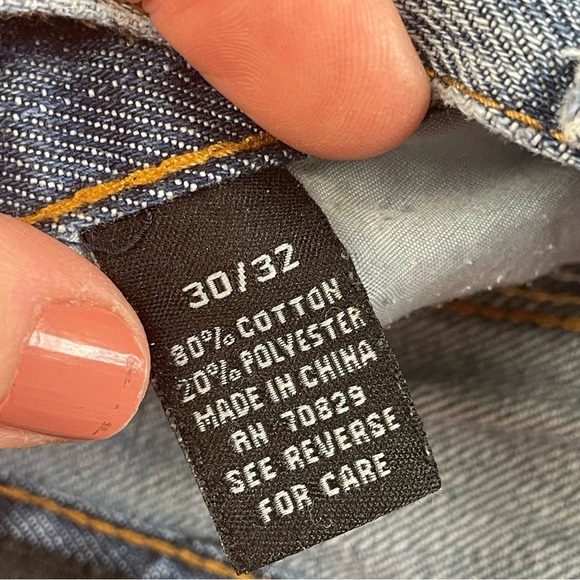 30/32
80% COTTON
20% POLYESTER
MADE IN CHINA
RN 70829
SEE REVERSE
FOR CARE